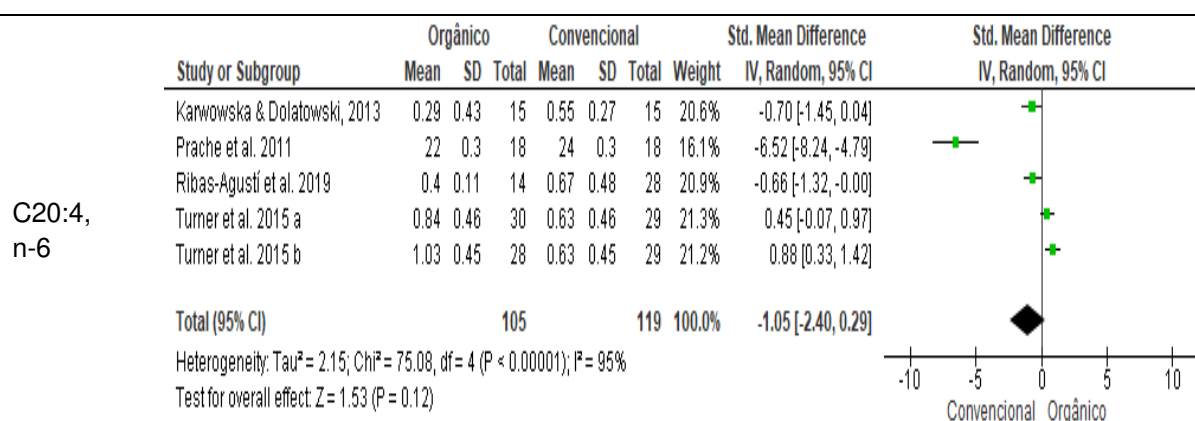 Orgânico Convencional Std. Mean Difference Std. Mean Difference
Study or Subgroup Mean SD Total Mean SD Total Weight IV, Random, 95% CI IV, Random, 95% CI
Karwowska & Dolatowski, 2013 0.29 0.43 15 0.55 0.27 15 20.6% -0.70 [-1.45, 0.04]
Prache et al. 2011 22 0.3 18 24 0.3 18 16.1% -6.52 [-8.24, -4.79]
Ribas-Agustí et al. 2019 0.4 0.11 14 0.67 0.48 28 20.9% -0.66 [-1.32, -0.00]
C20:4,
n-6
Turner et al. 2015 a 0.84 0.46 30 0.63 0.46 29 21.3% 0.45 [-0.07, 0.97]
Turner et al. 2015 b 1.03 0.45 28 0.63 0.45 29 21.2% 0.88 [0.33, 1.42]
Total (95% CI) 105 119 100.0% -1.05 [-2.40, 0.29]
Heterogeneity: Tau² = 2.15; Chi² = 75.08, df = 4 (P < 0.00001); I² = 95%
Test for overall effect: Z = 1.53 (P = 0.12)
-10 -5 0 5 10
Convencional Orgânico